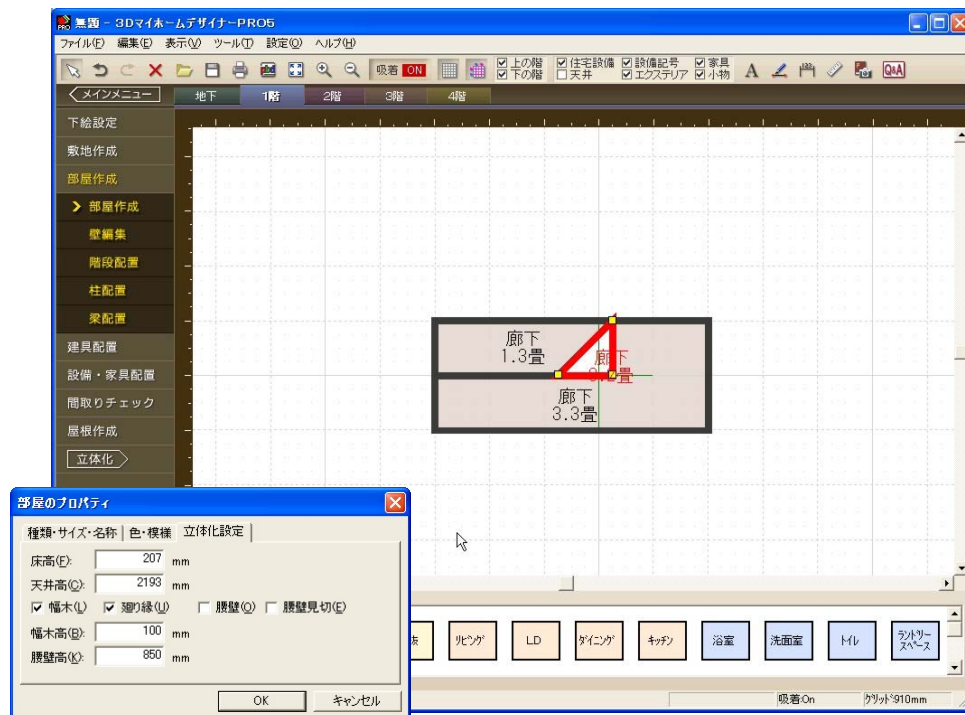 無題 - 3DマイホームデザイナーPRO5
ファイル(F) 編集(E) 表示(V) ツール(T) 設定(O) ヘルプ(H)
吸着 ON
上の階 住宅設備 設備記号 家具
下の階 天井 エクステリア 小物
A Q&A
メインメニュー
地下 1階 2階 3階 4階
下絵設定
敷地作成
部屋作成
部屋作成
壁編集
階段配置
柱配置
梁配置
建具配置
設備・家具配置
間取りチェック
屋根作成
立体化
廊下
1.3畳
廊下
畳
廊下
3.3畳
部屋のプロパティ
種類・サイズ・名称 色・模様 立体化設定
床高(F): 207 mm
天井高(C): 2193 mm
幅木(L) 廻り縁(U) 腰壁(O) 腰壁見切(E)
幅木高(B): 100 mm
腰壁高(K): 850 mm
OK キャンセル
リビング LD ダイニング キッチン 浴室 洗面室 トイレ ランドリースペース
吸着:On グリッド:910mm